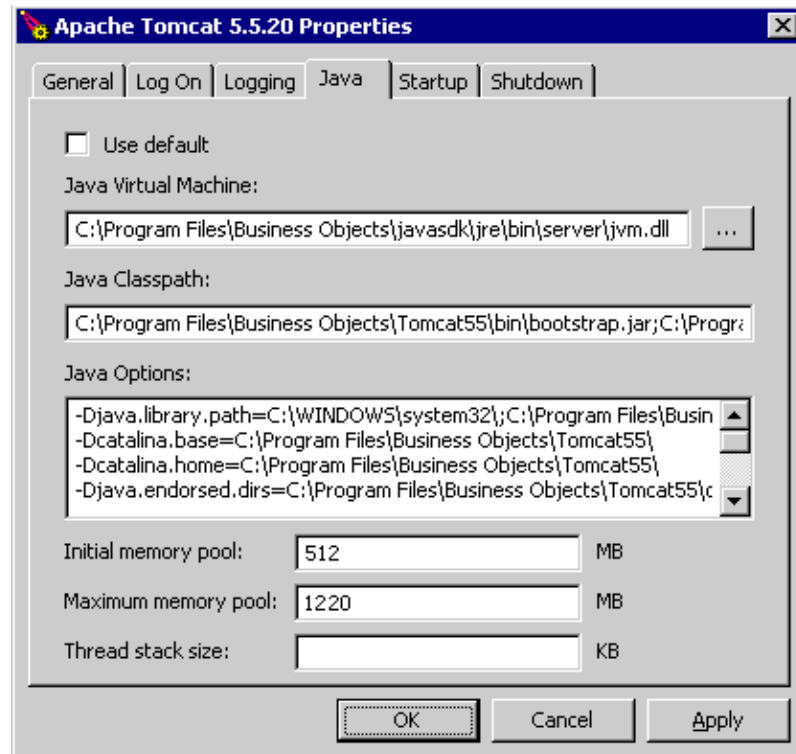 Apache Tomcat 5.5.20 Properties
General Log On Logging Java Startup Shutdown
Use default
Java Virtual Machine:
C:\Program Files\Business Objects\javasdk\jre\bin\server\jvm.dll ...
Java Classpath:
C:\Program Files\Business Objects\Tomcat55\bin\bootstrap.jar;C:\Progra
Java Options:
-Djava.library.path=C:\WINDOWS\system32\;C:\Program Files\Busin
-Dcatalina.base=C:\Program Files\Business Objects\Tomcat55\
-Dcatalina.home=C:\Program Files\Business Objects\Tomcat55\
-Djava.endorsed.dirs=C:\Program Files\Business Objects\Tomcat55\c
Initial memory pool: 512 MB
Maximum memory pool: 1220 MB
Thread stack size: KB
OK Cancel Apply